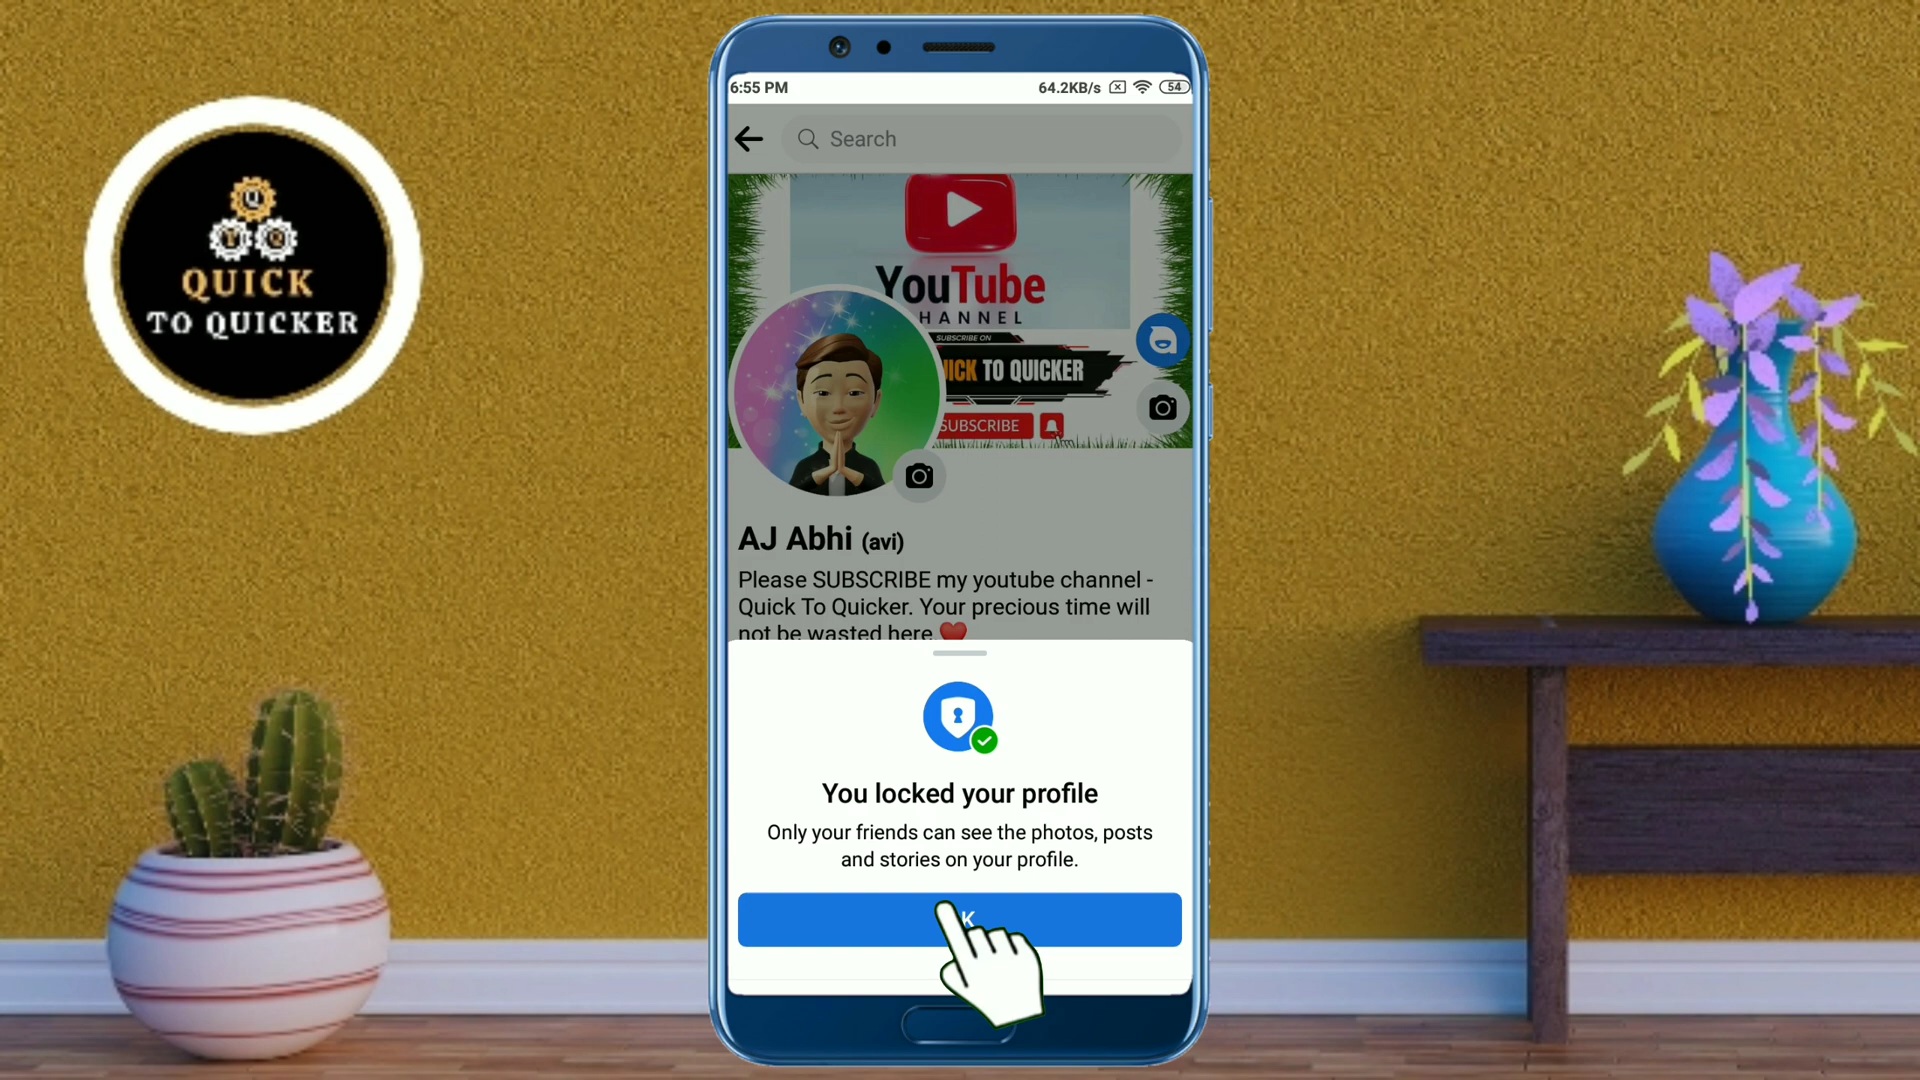 QUICK
TO QUICKER
6:55 PM
64.2KB/s
54
Search
YouTube
HANNEL
SUBSCRIBE ON
TO QUICKER
SUBSCRIBE
AJ Abhi (avi)
Please SUBSCRIBE my youtube channel -
Quick To Quicker. Your precious time will
not be wasted here
You locked your profile
Only your friends can see the photos, posts
and stories on your profile.
K